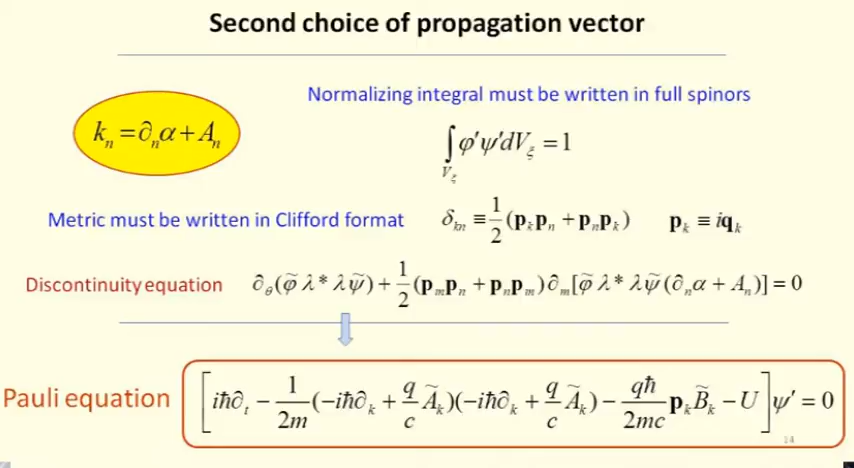 Second choice of propagation vector
Normalizing integral must be written in full spinors
kₙ = ∂ₙα + Aₙ
∫_{V_ξ} φ′ψ′dV_ξ = 1
Metric must be written in Clifford format δₖₙ ≡ 1/2 (pₖpₙ + pₙpₖ) pₖ ≡ iqₖ
Discontinuity equation ∂_θ(φ̃ λ* λψ̃) + 1/2 (pₘpₙ + pₙpₘ)∂ₘ[φ̃ λ* λψ̃(∂ₙα + Aₙ)] = 0
Pauli equation [iħ∂ₜ − 1/2m (−iħ∂ₖ + q/c Ãₖ)(−iħ∂ₖ + q/c Ãₖ) − qħ/2mc pₖB̃ₖ − U]ψ′ = 0
14